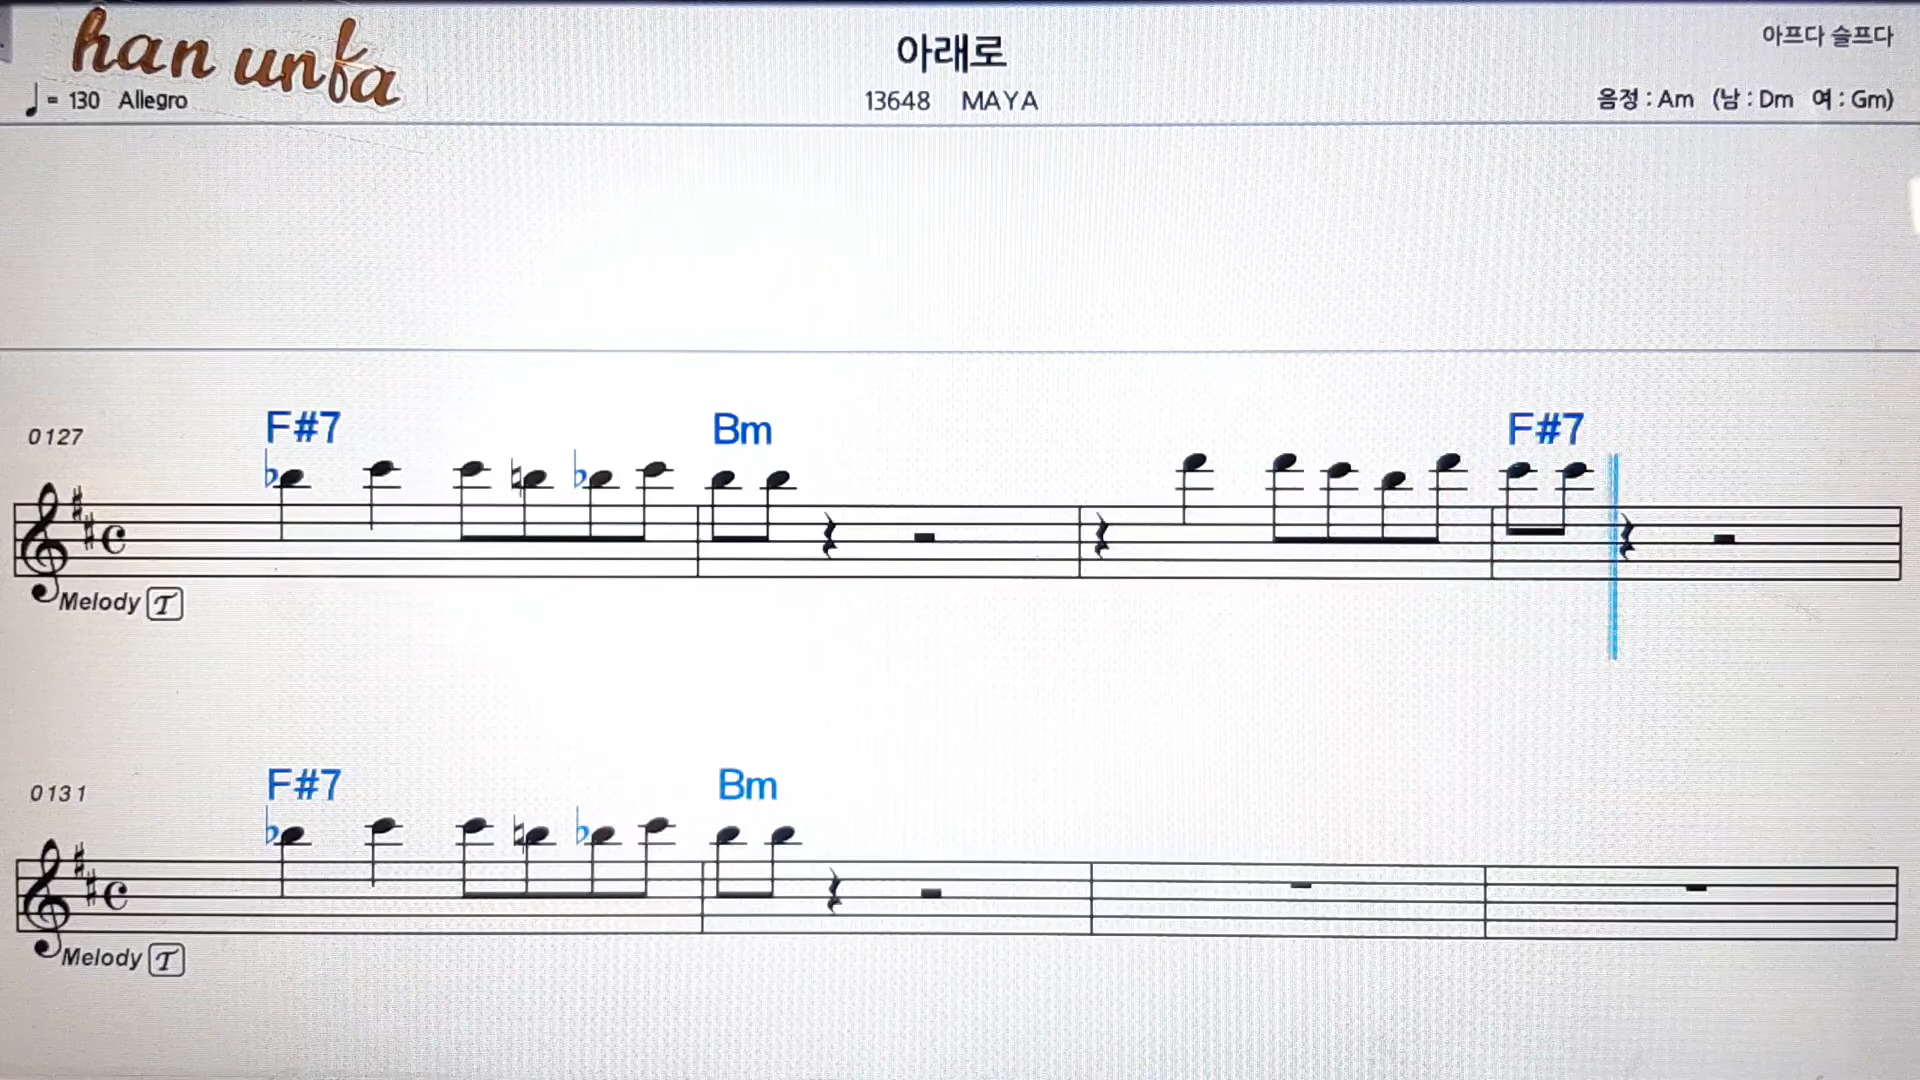 han unfa
아래로
아프다 슬프다
♩= 130 Allegro
13648 MAYA
음정 : Am (남 : Dm 여 : Gm)
0127
F#7 Bm F#7
Melody T
0131
F#7 Bm
Melody T